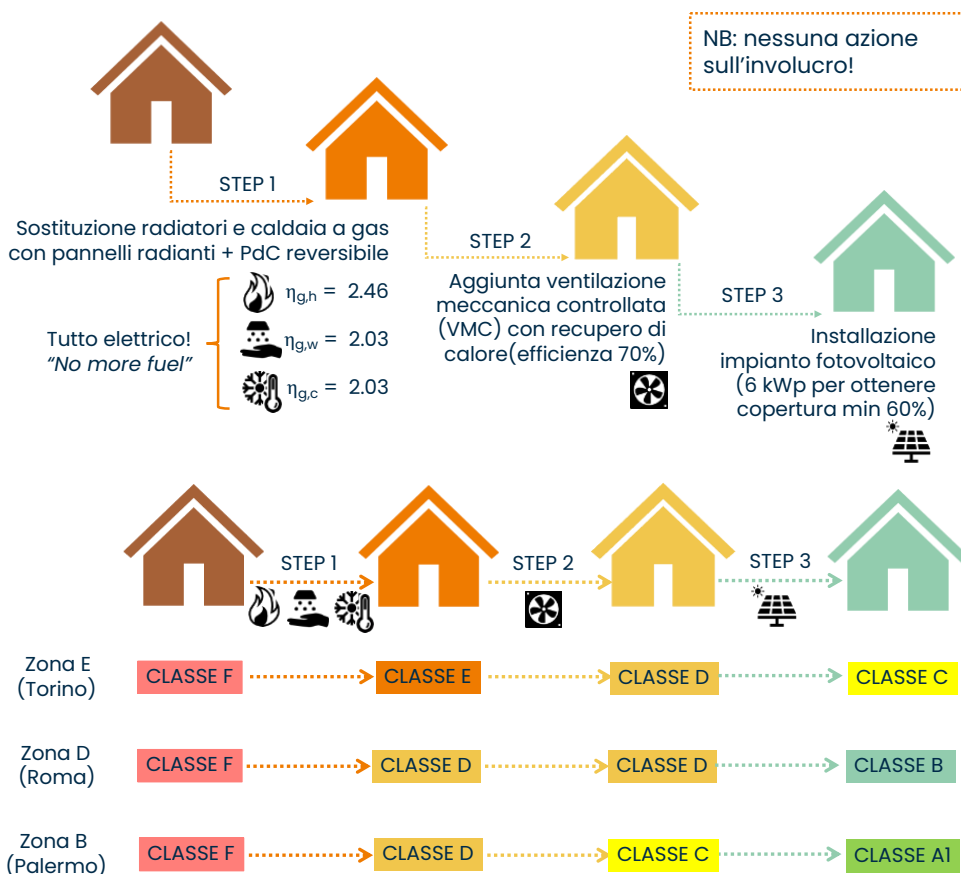 NB: nessuna azione
sull'involucro!
STEP 1
Sostituzione radiatori e caldaia a gas
con pannelli radianti + PdC reversibile
Tutto elettrico!
"No more fuel"
ηg,h = 2.46
ηg,w = 2.03
ηg,c = 2.03
STEP 2
Aggiunta ventilazione
meccanica controllata
(VMC) con recupero di
calore(efficienza 70%)
STEP 3
Installazione
impianto fotovoltaico
(6 kWp per ottenere
copertura min 60%)
STEP 1
STEP 2
STEP 3
Zona E
(Torino)
CLASSE F
CLASSE E
CLASSE D
CLASSE C
Zona D
(Roma)
CLASSE F
CLASSE D
CLASSE D
CLASSE B
Zona B
(Palermo)
CLASSE F
CLASSE D
CLASSE C
CLASSE A1